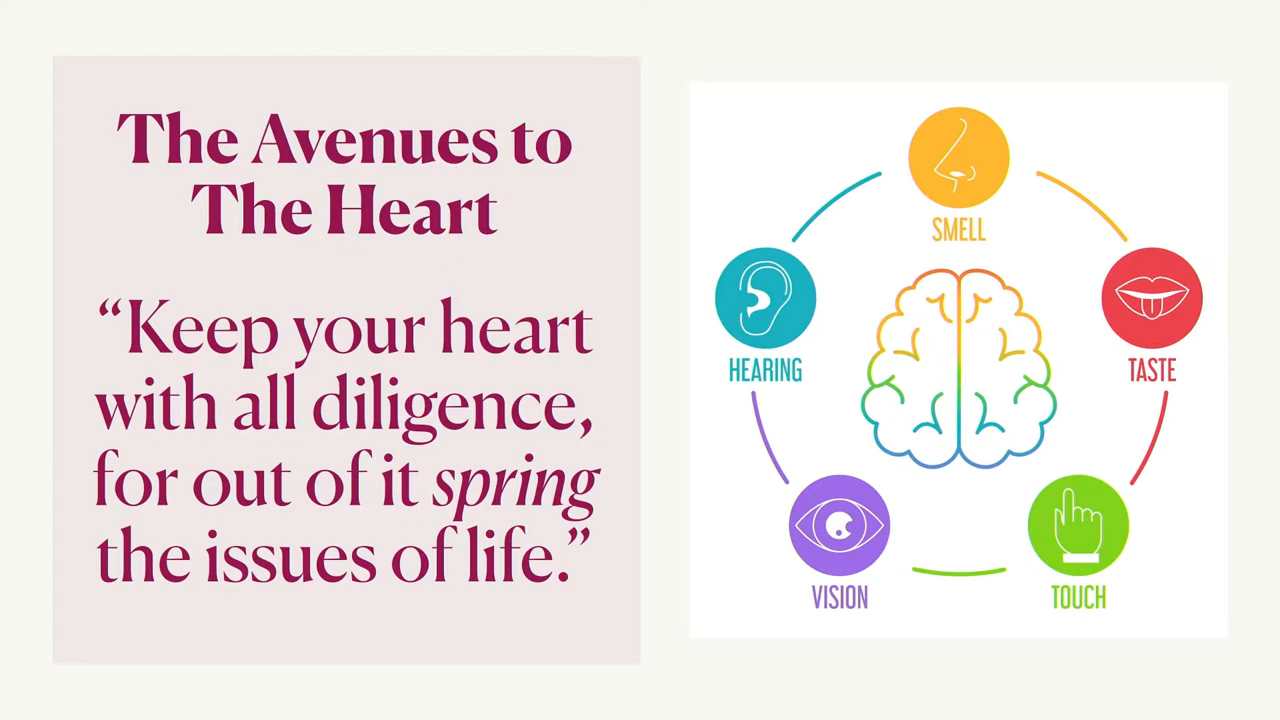 The Avenues to
The Heart
“Keep your heart
with all diligence,
for out of it spring
the issues of life.”
SMELL
HEARING
TASTE
VISION
TOUCH